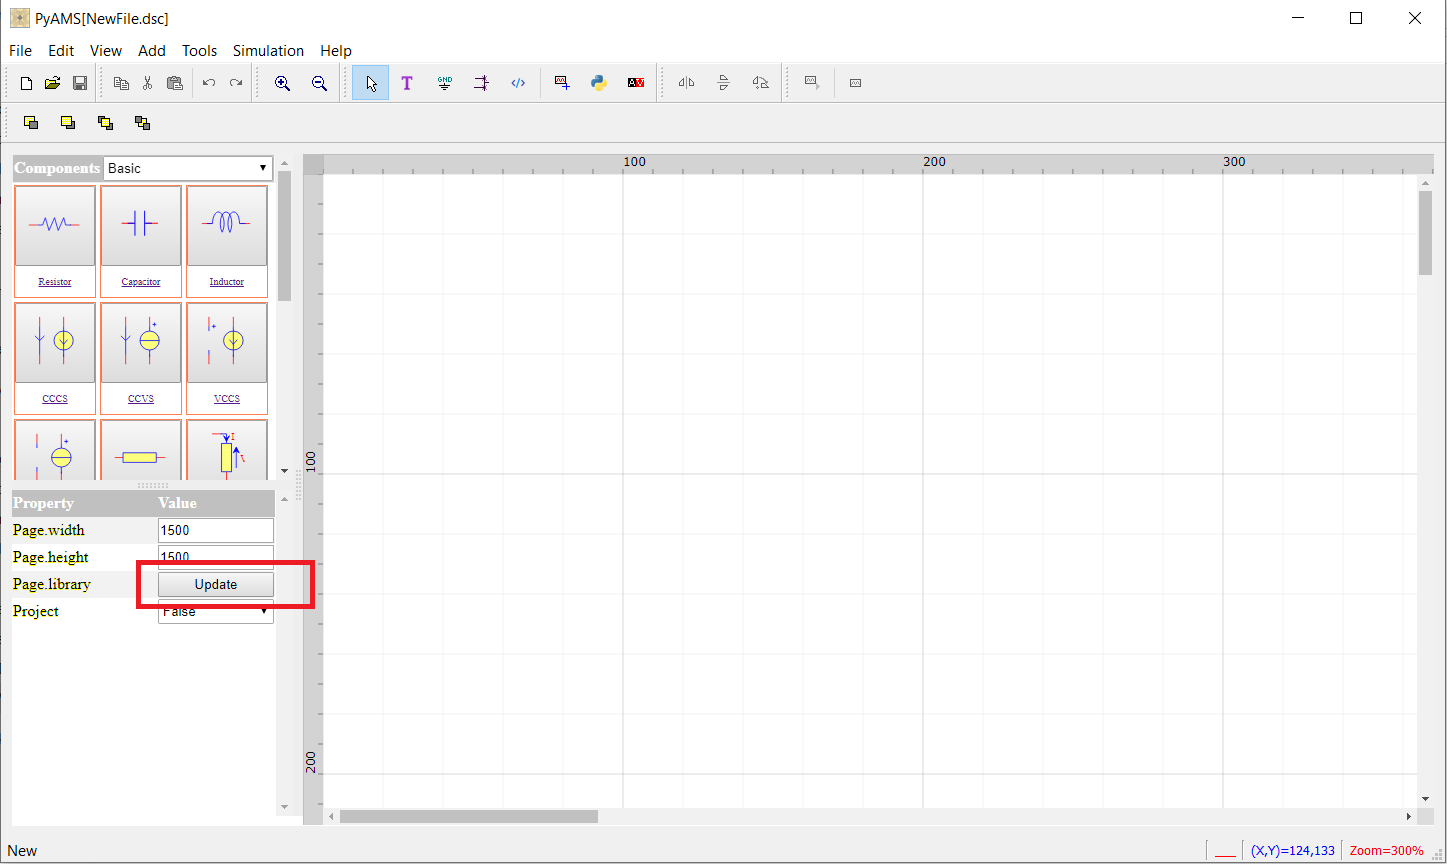 PyAMS[NewFile.dsc]
File Edit View Add Tools Simulation Help
T GND </> AV
Components Basic
100 200 300
Resistor Capacitor Inductor
CCCS CCVS VCCS
I
100
Property Value
Page.width 1500
Page.height 1500
Page.library Update
Project False
200
New (X,Y)=124,133 Zoom=300%